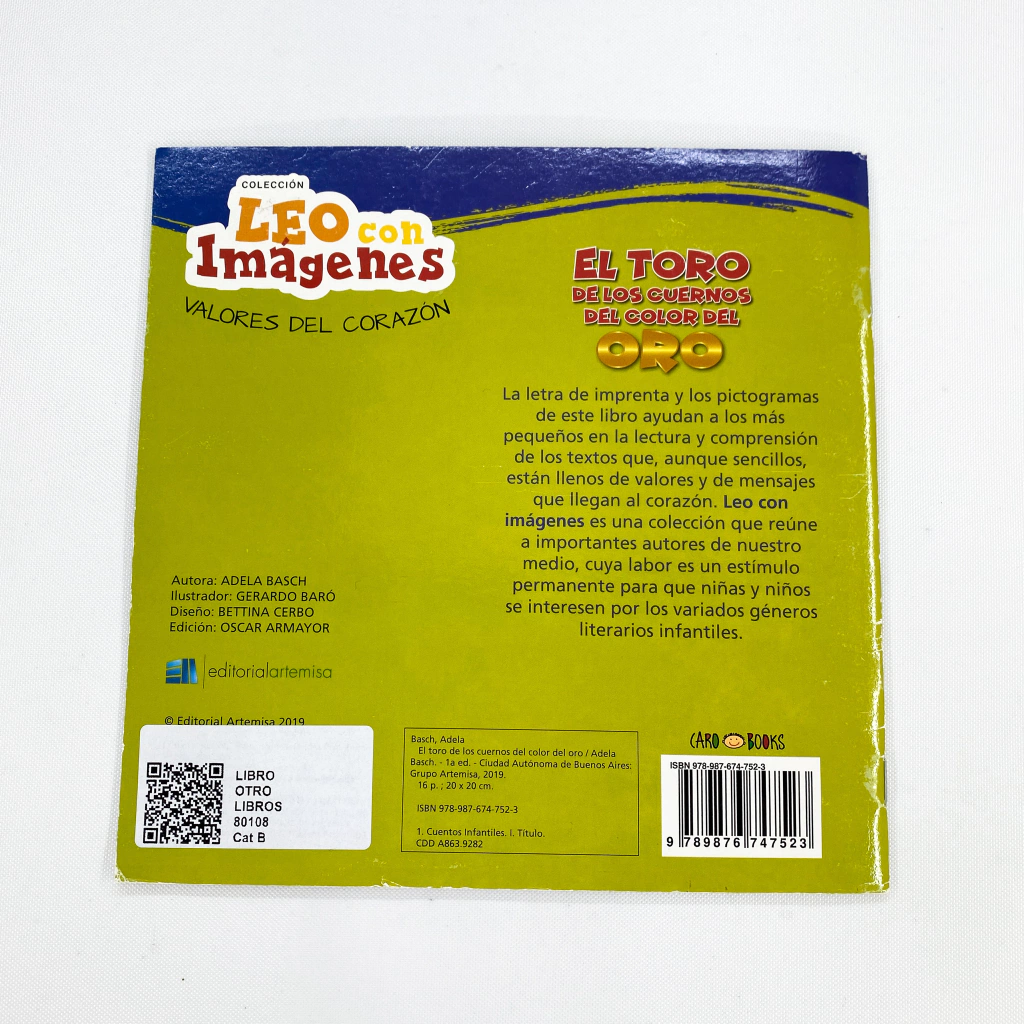 COLECCIÓN
LEO con
Imágenes
VALORES DEL CORAZÓN
EL TORO
DE LOS CUERNOS
DEL COLOR DEL
ORO
La letra de imprenta y los pictogramas
de este libro ayudan a los más
pequeños en la lectura y comprensión
de los textos que, aunque sencillos,
están llenos de valores y de mensajes
que llegan al corazón. Leo con
imágenes es una colección que reúne
a importantes autores de nuestro
medio, cuya labor es un estímulo
permanente para que niñas y niños
se interesen por los variados géneros
literarios infantiles.
Autora: ADELA BASCH
Ilustrador: GERARDO BARÓ
Diseño: BETTINA CERBO
Edición: OSCAR ARMAYOR
editorialartemisa
© Editorial Artemisa 2019
LIBRO
OTRO
LIBROS
80108
Cat B
Basch, Adela
El toro de los cuernos del color del oro / Adela
Basch. - 1a ed. - Ciudad Autónoma de Buenos Aires:
Grupo Artemisa, 2019.
16 p. ; 20 x 20 cm.
ISBN 978-987-674-752-3
1. Cuentos Infantiles. I. Título.
CDD A863.9282
CARO BOOKS
ISBN 978-987-674-752-3
9 789876 747523